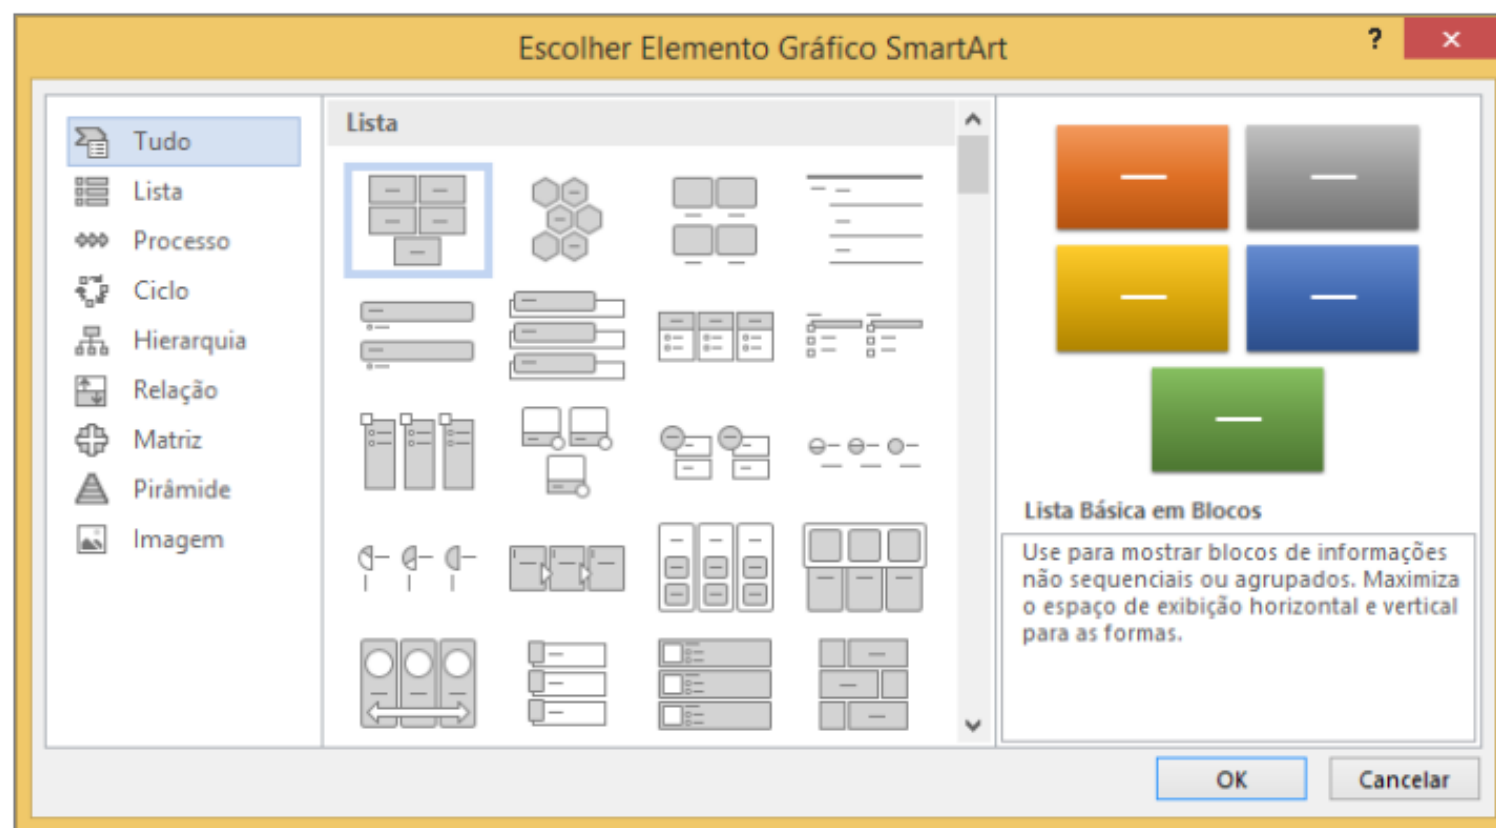 Escolher Elemento Gráfico SmartArt
?
Tudo
Lista
Processo
Ciclo
Hierarquia
Relação
Matriz
Pirâmide
Imagem
Lista
Lista Básica em Blocos
Use para mostrar blocos de informações
não sequenciais ou agrupados. Maximiza
o espaço de exibição horizontal e vertical
para as formas.
OK
Cancelar